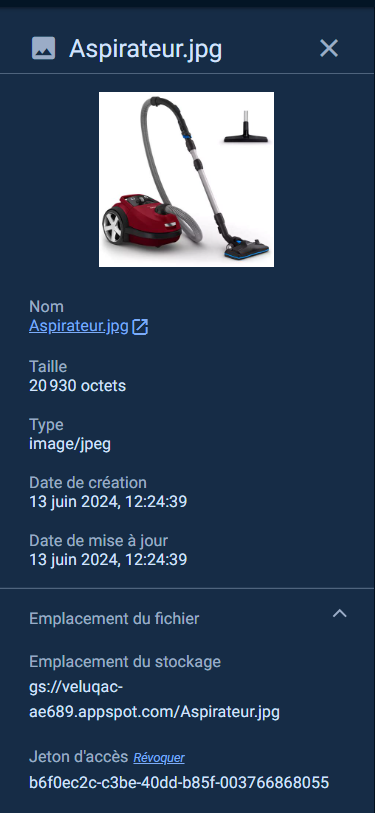 Aspirateur.jpg
Nom
Aspirateur.jpg
Taille
20 930 octets
Type
image/jpeg
Date de création
13 juin 2024, 12:24:39
Date de mise à jour
13 juin 2024, 12:24:39
Emplacement du fichier
Emplacement du stockage
gs://veluqac-
ae689.appspot.com/Aspirateur.jpg
Jeton d'accès Révoquer
b6f0ec2c-c3be-40dd-b85f-003766868055